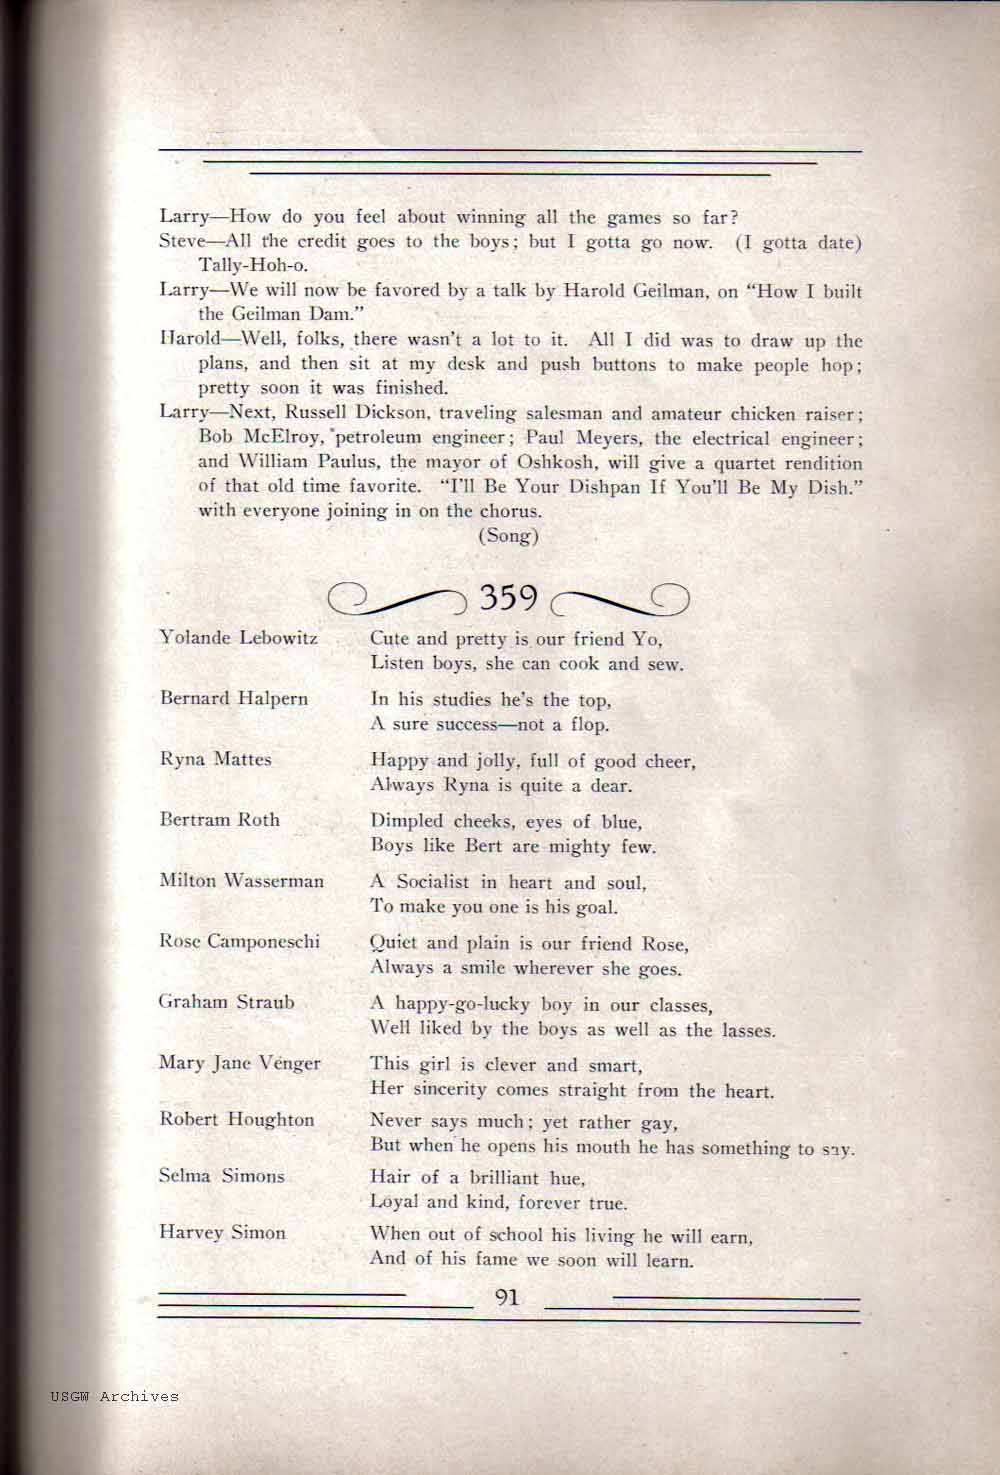 Larry—How do you feel about winning all the games so far?
Steve—All the credit goes to the boys; but I gotta go now. (I gotta date)
Tally-Hoh-o.
Larry—We will now be favored by a talk by Harold Geilman, on “How I built
the Geilman Dam.”
Harold—Well, folks, there wasn’t a lot to it. All I did was to draw up the
plans, and then sit at my desk and push buttons to make people hop;
pretty soon it was finished.
Larry—Next, Russell Dickson, traveling salesman and amateur chicken raiser;
Bob McElroy, petroleum engineer; Paul Meyers, the electrical engineer;
and William Paulus, the mayor of Oshkosh, will give a quartet rendition
of that old time favorite. “I’ll Be Your Dishpan If You’ll Be My Dish.”
with everyone joining in on the chorus.
(Song)
359
Yolande Lebowitz Cute and pretty is our friend Yo,
Listen boys, she can cook and sew.
Bernard Halpern In his studies he’s the top,
A sure success—not a flop.
Ryna Mattes Happy and jolly, full of good cheer,
Always Ryna is quite a dear.
Bertram Roth Dimpled cheeks, eyes of blue,
Boys like Bert are mighty few.
Milton Wasserman A Socialist in heart and soul,
To make you one is his goal.
Rose Camponeschi Quiet and plain is our friend Rose,
Always a smile wherever she goes.
Graham Straub A happy-go-lucky boy in our classes,
Well liked by the boys as well as the lasses.
Mary Jane Venger This girl is clever and smart,
Her sincerity comes straight from the heart.
Robert Houghton Never says much; yet rather gay,
But when he opens his mouth he has something to say.
Selma Simons Hair of a brilliant hue,
Loyal and kind, forever true.
Harvey Simon When out of school his living he will earn,
And of his fame we soon will learn.
91
USGW Archives